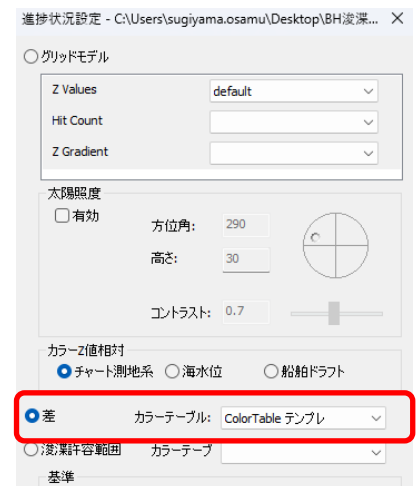 進捗状況設定 - C:\Users\sugiyama.osamu\Desktop\BH浚渫... ×
グリッドモデル
Z Values default
Hit Count
Z Gradient
太陽照度
有効 方位角: 290
高さ: 30
コントラスト: 0.7
カラーZ値相対
チャート測地系 海水位 船舶ドラフト
差 カラーテーブル: ColorTable テンプレ
浚渫許容範囲 カラーテーブ
基準